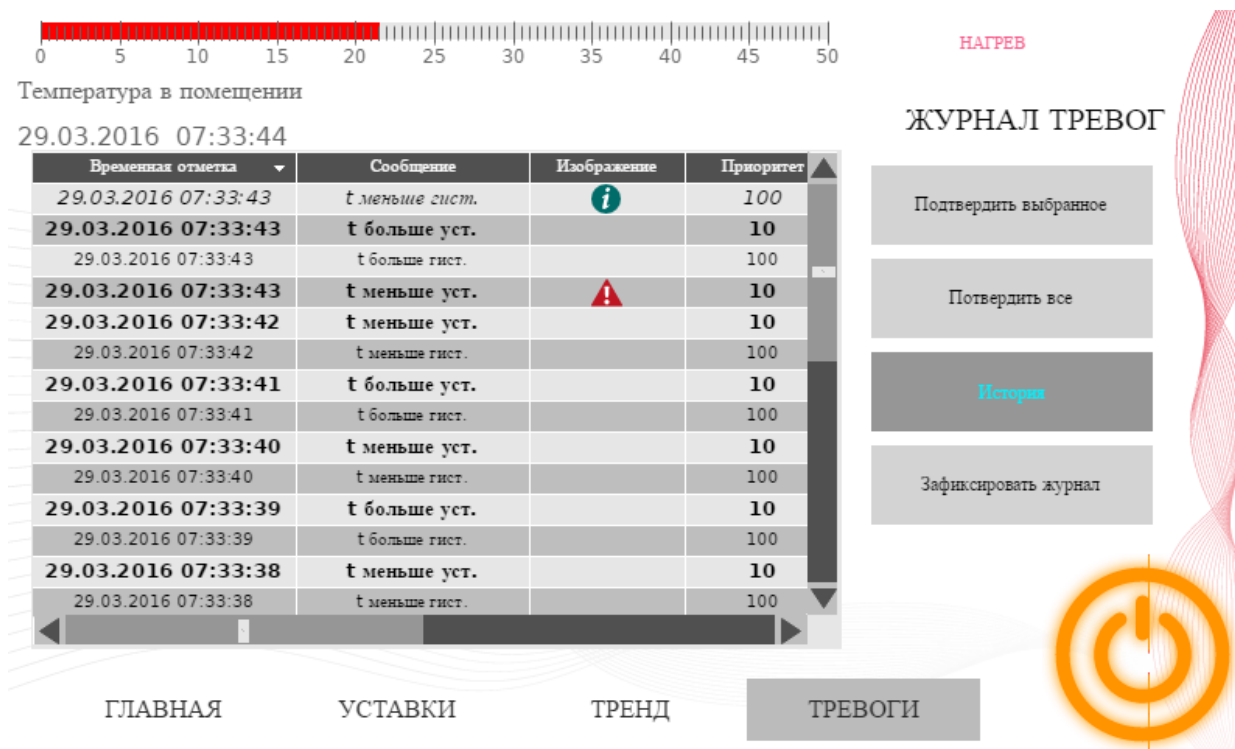 0 5 10 15 20 25 30 35 40 45 50
НАГРЕВ
Температура в помещении
29.03.2016 07:33:44
ЖУРНАЛ ТРЕВОГ
Временная отметка Сообщение Изображение Приоритет
29.03.2016 07:33:43 t меньше гист. i 100
29.03.2016 07:33:43 t больше уст. 10
29.03.2016 07:33:43 t больше гист. 100
29.03.2016 07:33:43 t меньше уст. ! 10
29.03.2016 07:33:42 t меньше уст. 10
29.03.2016 07:33:42 t меньше гист. 100
29.03.2016 07:33:41 t больше уст. 10
29.03.2016 07:33:41 t больше гист. 100
29.03.2016 07:33:40 t меньше уст. 10
29.03.2016 07:33:40 t меньше гист. 100
29.03.2016 07:33:39 t больше уст. 10
29.03.2016 07:33:39 t больше гист. 100
29.03.2016 07:33:38 t меньше уст. 10
29.03.2016 07:33:38 t меньше гист. 100
Подтвердить выбранное
Потвердить все
История
Зафиксировать журнал
ГЛАВНАЯ УСТАВКИ ТРЕНД ТРЕВОГИ